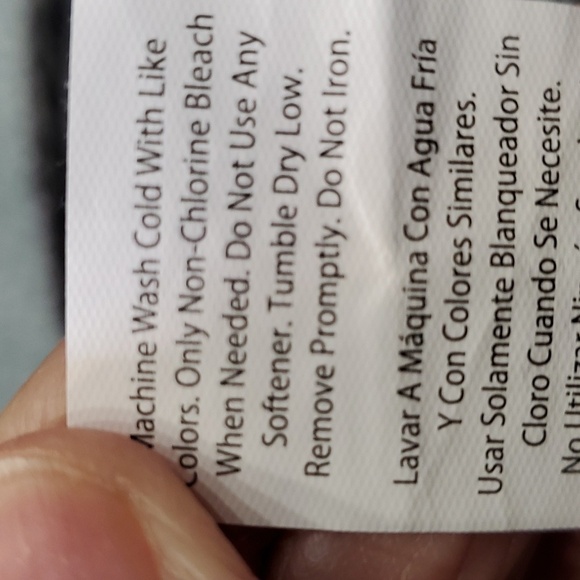 Machine Wash Cold With Like
Colors. Only Non-Chlorine Bleach
When Needed. Do Not Use Any
Softener. Tumble Dry Low.
Remove Promptly. Do Not Iron.
Lavar A Máquina Con Agua Fría
Y Con Colores Similares.
Usar Solamente Blanqueador Sin
Cloro Cuando Se Necesite.
No Utilizar